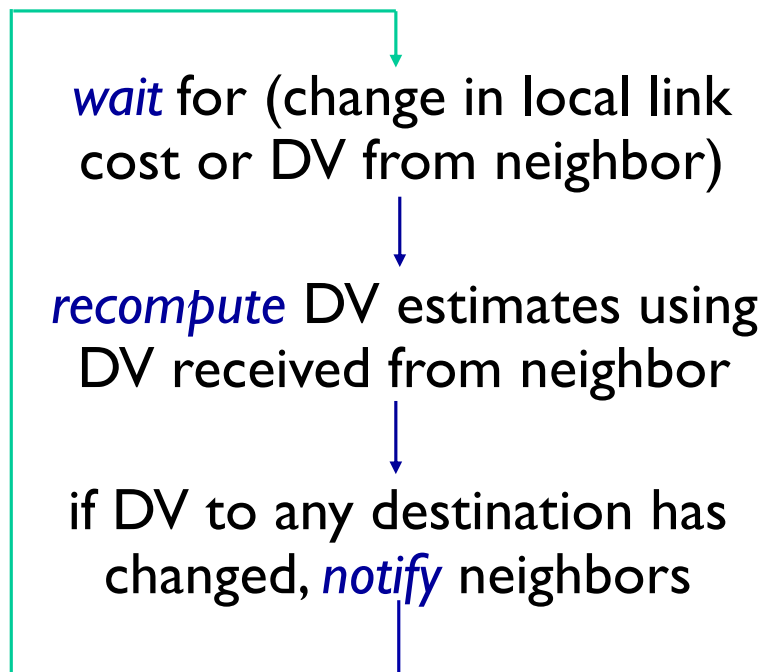 wait for (change in local link
cost or DV from neighbor)
recompute DV estimates using
DV received from neighbor
if DV to any destination has
changed, notify neighbors